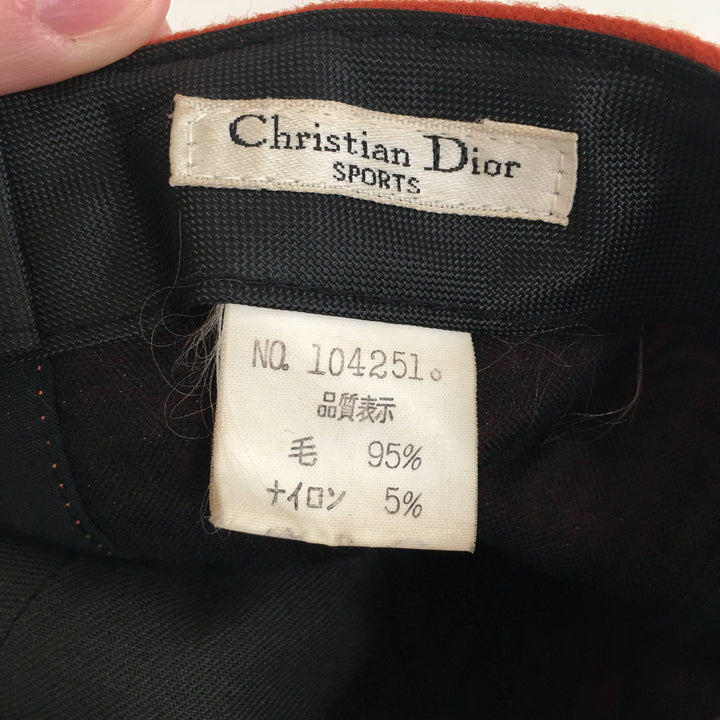 Christian Dior
SPORTS
NO. 104251.
品質表示
毛 95%
ナイロン 5%